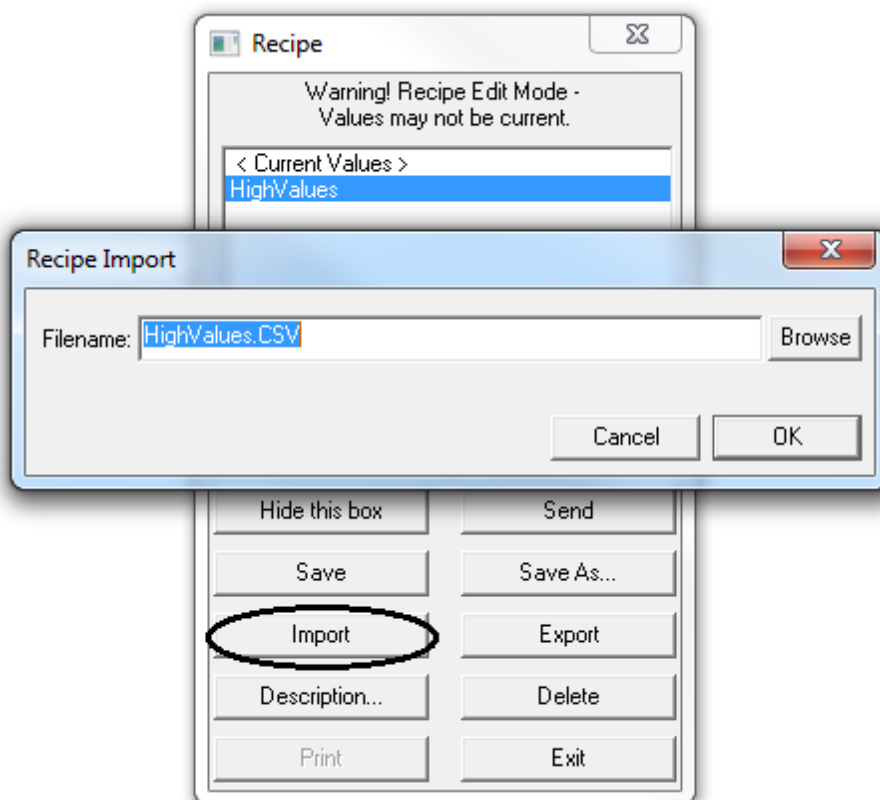 Recipe
Warning! Recipe Edit Mode -
Values may not be current.
< Current Values >
HighValues
Recipe Import
Filename: HighValues.CSV Browse
Cancel OK
Hide this box Send
Save Save As...
Import Export
Description... Delete
Print Exit